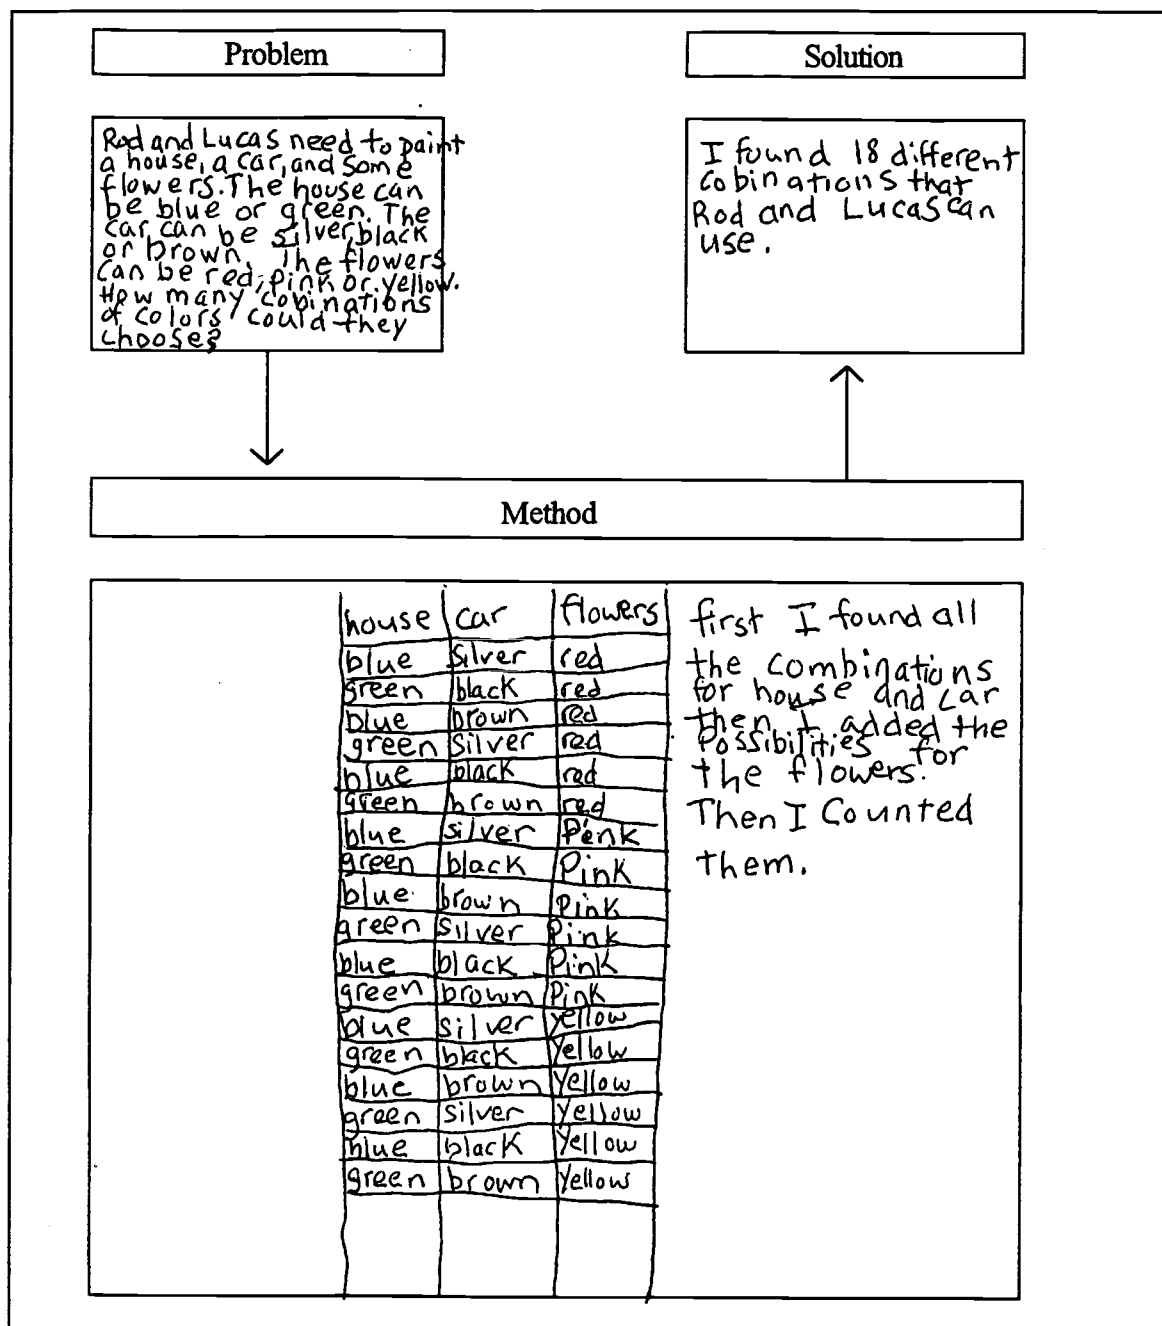 Problem
Rod and Lucas need to paint
a house, a car, and some
flowers. The house can
be blue or green. The
car can be silver, black
or brown. The flowers
can be red, pink or yellow.
How many cobinations
of colors could they
choose?
Solution
I found 18 different
cobinations that
Rod and Lucas can
use.
Method
house car flowers
blue silver red
green black red
blue brown red
green silver red
blue black red
green brown red
blue silver Pink
green black Pink
blue brown Pink
green silver Pink
blue black Pink
green brown Pink
blue silver yellow
green black Yellow
blue brown Yellow
green silver Yellow
blue black Yellow
green brown Yellow
first I found all
the combinations
for house and car
then I added the
possibilities for
the flowers.
Then I Counted
them.